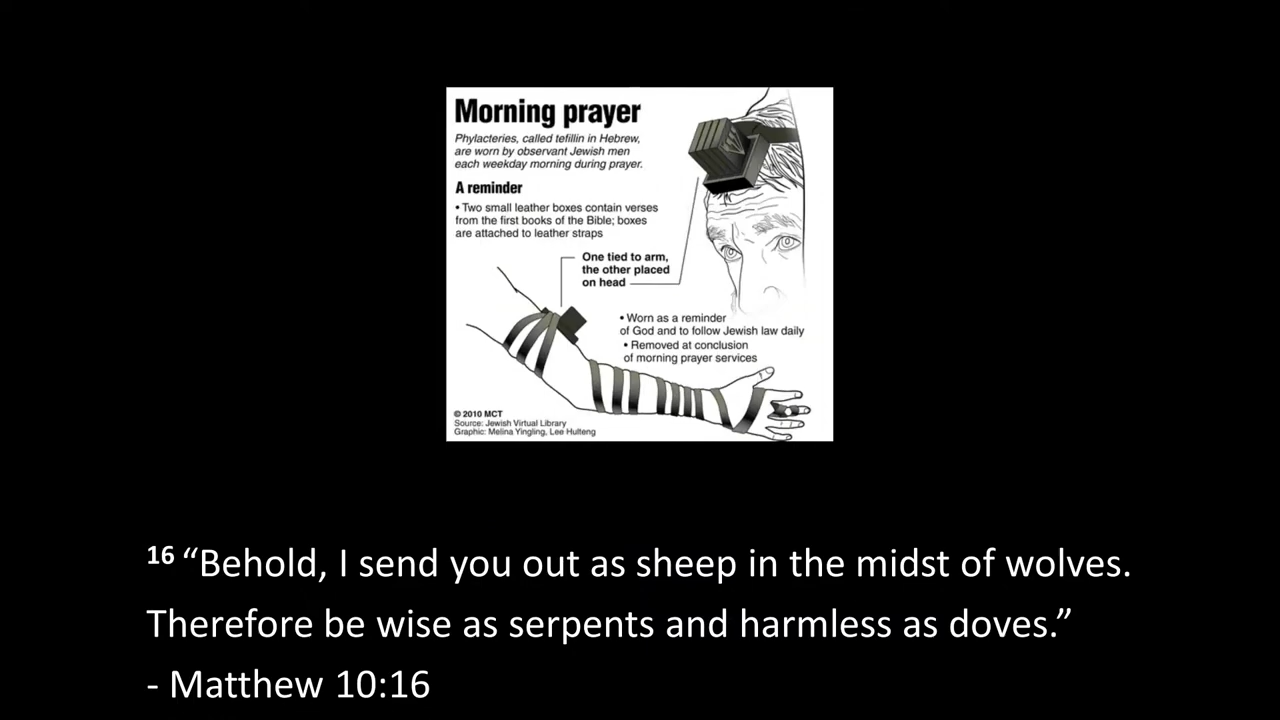 Morning prayer
Phylacteries, called tefillin in Hebrew,
are worn by observant Jewish men
each weekday morning during prayer.
A reminder
• Two small leather boxes contain verses
from the first books of the Bible; boxes
are attached to leather straps
One tied to arm,
the other placed
on head
• Worn as a reminder
of God and to follow Jewish law daily
• Removed at conclusion
of morning prayer services
© 2010 MCT
Source: Jewish Virtual Library
Graphic: Melina Yingling, Lee Hulteng
16 “Behold, I send you out as sheep in the midst of wolves.
Therefore be wise as serpents and harmless as doves.”
- Matthew 10:16